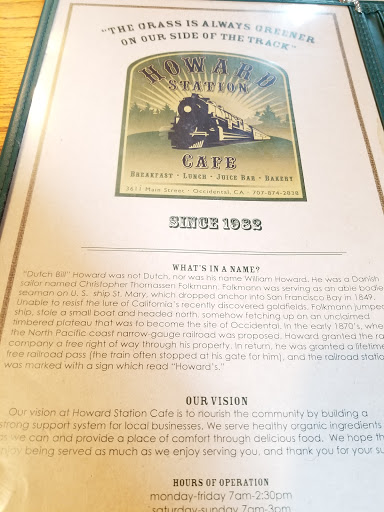 "THE GRASS IS ALWAYS GREENER
ON OUR SIDE OF THE TRACK"
HOWARD
STATION
CAFE
BREAKFAST · LUNCH · JUICE BAR · BAKERY
3611 Main Street · Occidental, CA · 707-874-2838
SINCE 1982
WHAT'S IN A NAME?
"Dutch Bill" Howard was not Dutch, nor was his name William Howard. He was a Danish
sailor named Christopher Thornassen Folkmann. Folkmann was serving as an able bodie
seaman on U. S. ship St. Mary, which dropped anchor into San Francisco Bay in 1849.
Unable to resist the lure of California's recently discovered goldfields, Folkmann jumped
ship, stole a small boat and headed north, somehow fetching up on an unclaimed
timbered plateau that was to become the site of Occidental. In the early 1870's, whe
the North Pacific coast narrow-gauge railroad was proposed, Howard granted the ra
company a free right of way through his property. In return, he was granted a lifetime
free railroad pass (the train often stopped at his gate for him), and the railroad statio
was marked with a sign which read "Howard's."
OUR VISION
Our vision at Howard Station Cafe is to nourish the community by building a
strong support system for local businesses. We serve healthy organic ingredients
as we can and provide a place of comfort through delicious food. We hope th
enjoy being served as much as we enjoy serving you, and thank you for your su
HOURS OF OPERATION
monday-friday 7am-2:30pm
saturday-sunday 7am-3pm